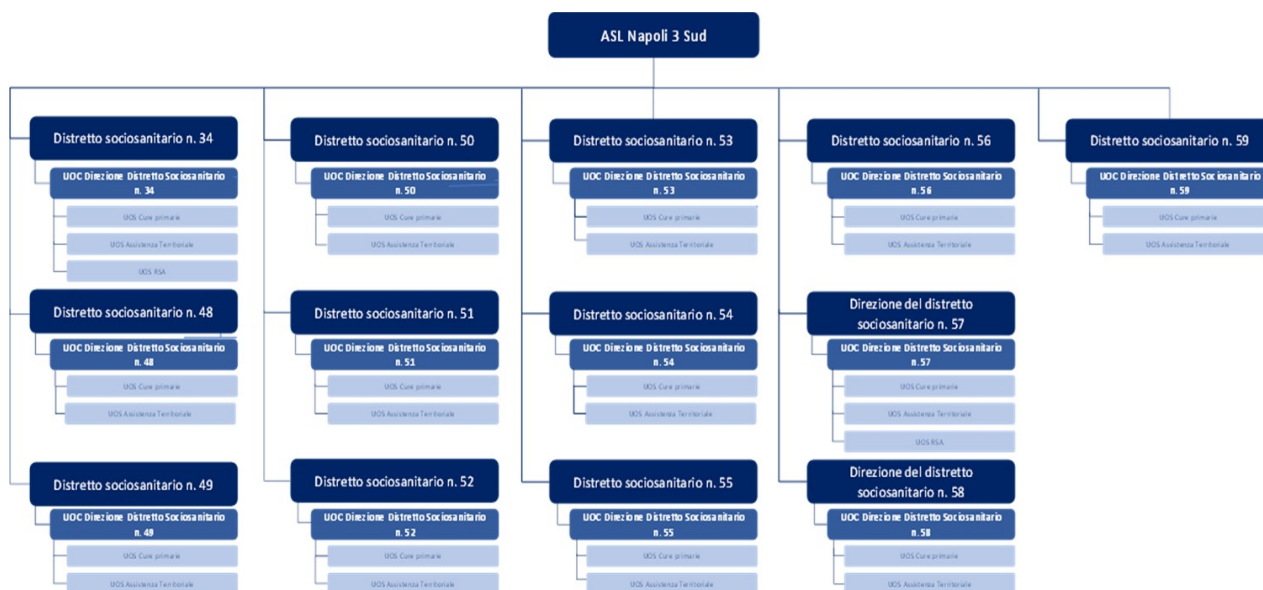 ASL Napoli 3 Sud
Distretto sociosanitario n. 34
UOC Direzione Distretto Sociosanitario
n. 34
UOS Cure primarie
UOS Assistenza Territoriale
UOS RSA
Distretto sociosanitario n. 48
UOC Direzione Distretto Sociosanitario
n. 48
UOS Cure primarie
UOS Assistenza Territoriale
Distretto sociosanitario n. 49
UOC Direzione Distretto Sociosanitario
n. 49
UOS Cure primarie
UOS Assistenza Territoriale
Distretto sociosanitario n. 50
UOC Direzione Distretto Sociosanitario
n. 50
UOS Cure primarie
UOS Assistenza Territoriale
Distretto sociosanitario n. 51
UOC Direzione Distretto Sociosanitario
n. 51
UOS Cure primarie
UOS Assistenza Territoriale
Distretto sociosanitario n. 52
UOC Direzione Distretto Sociosanitario
n. 52
UOS Cure primarie
UOS Assistenza Territoriale
Distretto sociosanitario n. 53
UOC Direzione Distretto Sociosanitario
n. 53
UOS Cure primarie
UOS Assistenza Territoriale
Distretto sociosanitario n. 54
UOC Direzione Distretto Sociosanitario
n. 54
UOS Cure primarie
UOS Assistenza Territoriale
Distretto sociosanitario n. 55
UOC Direzione Distretto Sociosanitario
n. 55
UOS Cure primarie
UOS Assistenza Territoriale
Distretto sociosanitario n. 56
UOC Direzione Distretto Sociosanitario
n. 56
UOS Cure primarie
UOS Assistenza Territoriale
Direzione del distretto
sociosanitario n. 57
UOC Direzione Distretto Sociosanitario
n. 57
UOS Cure primarie
UOS Assistenza Territoriale
UOS RSA
Direzione del distretto
sociosanitario n. 58
UOC Direzione Distretto Sociosanitario
n. 58
UOS Cure primarie
UOS Assistenza Territoriale
Distretto sociosanitario n. 59
UOC Direzione Distretto Sociosanitario
n. 59
UOS Cure primarie
UOS Assistenza Territoriale